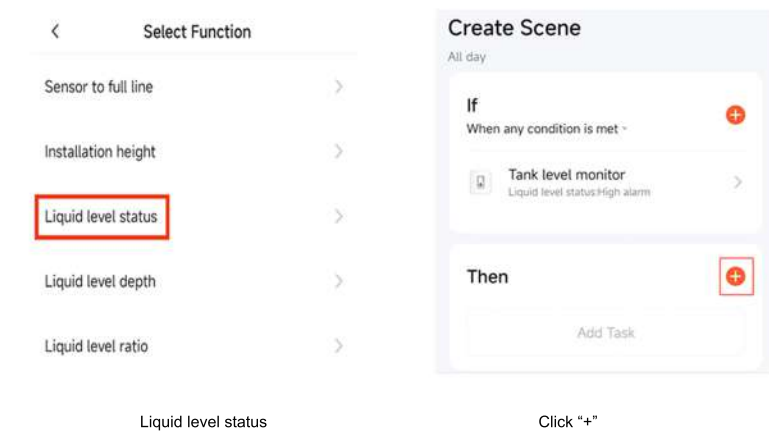 Select Function
Sensor to full line
Installation height
Liquid level status
Liquid level depth
Liquid level ratio
Liquid level status
Create Scene
All day
If
When any condition is met
Tank level monitor
Liquid level status:High alarm
Then
Add Task
Click “+”